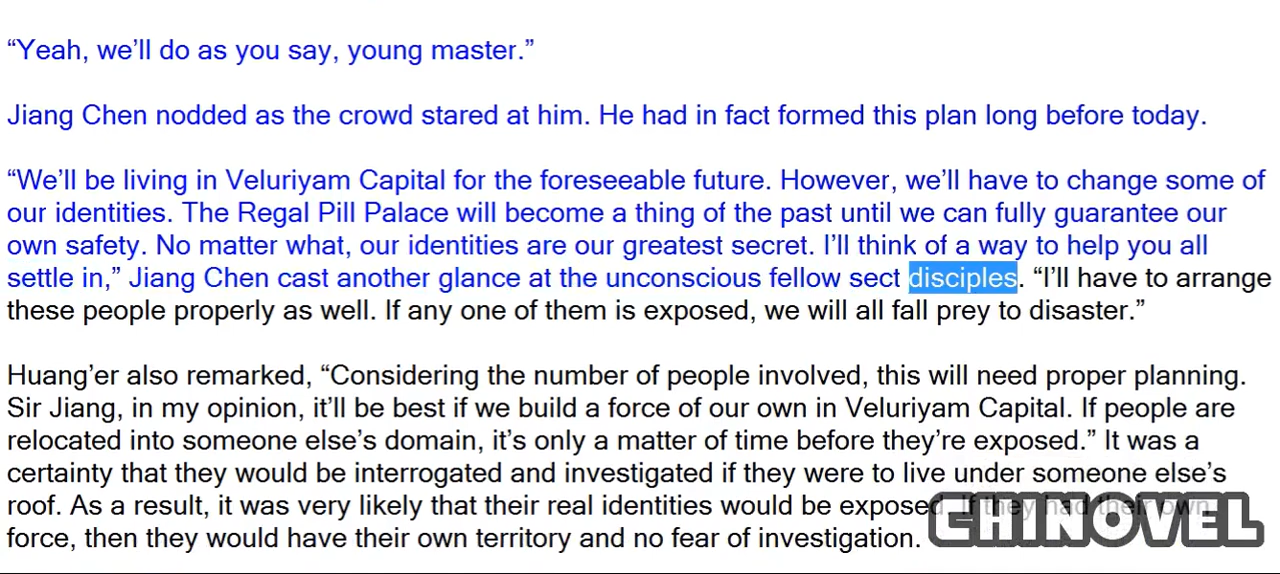 “Yeah, we’ll do as you say, young master.”
Jiang Chen nodded as the crowd stared at him. He had in fact formed this plan long before today.
“We’ll be living in Veluriyam Capital for the foreseeable future. However, we’ll have to change some of
our identities. The Regal Pill Palace will become a thing of the past until we can fully guarantee our
own safety. No matter what, our identities are our greatest secret. I’ll think of a way to help you all
settle in,” Jiang Chen cast another glance at the unconscious fellow sect disciples. “I’ll have to arrange
these people properly as well. If any one of them is exposed, we will all fall prey to disaster.”
Huang’er also remarked, “Considering the number of people involved, this will need proper planning.
Sir Jiang, in my opinion, it’ll be best if we build a force of our own in Veluriyam Capital. If people are
relocated into someone else’s domain, it’s only a matter of time before they’re exposed.” It was a
certainty that they would be interrogated and investigated if they were to live under someone else’s
roof. As a result, it was very likely that their real identities would be exposed. If they had their own
force, then they would have their own territory and no fear of investigation.
CHINOVEL